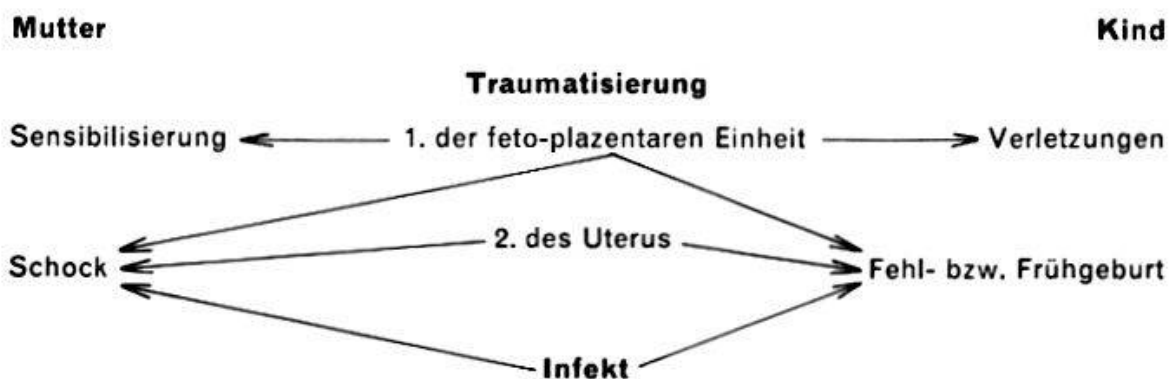 Mutter Kind
Traumatisierung
Sensibilisierung 1. der feto-plazentaren Einheit Verletzungen
2. des Uterus
Schock Fehl- bzw. Frühgeburt
Infekt